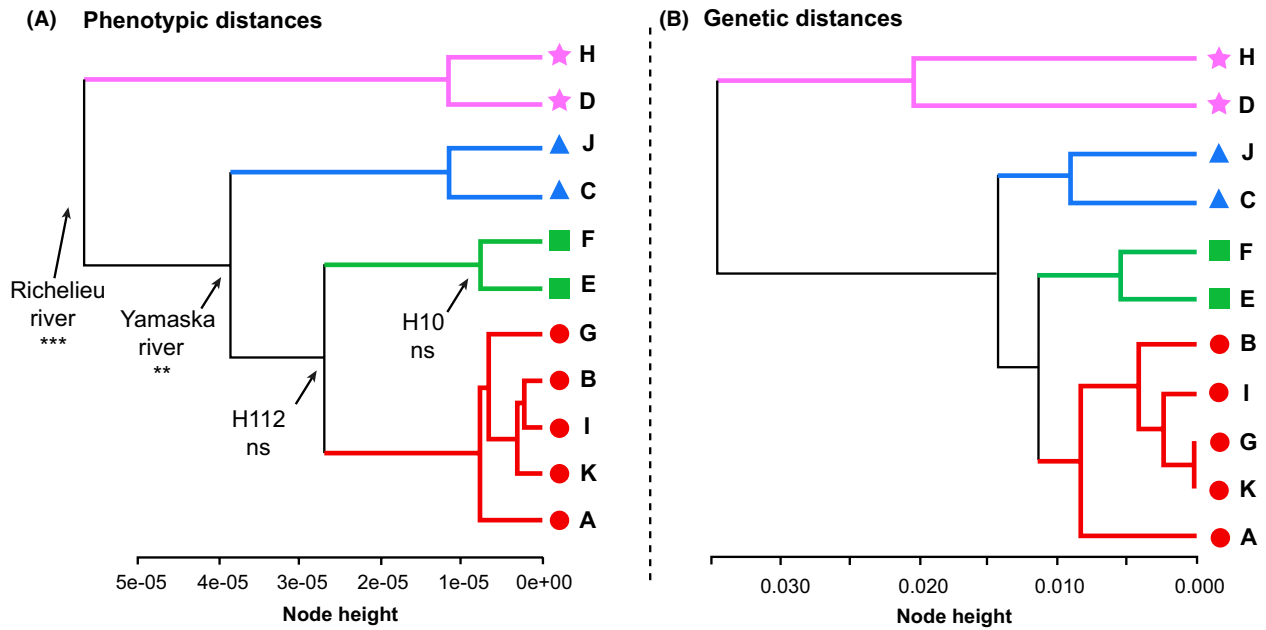 (A) Phenotypic distances
H
D
J
C
F
E
G
B
I
K
A
Richelieu
river
***
Yamaska
river
**
H112
ns
H10
ns
5e-05 4e-05 3e-05 2e-05 1e-05 0e+00
Node height
(B) Genetic distances
H
D
J
C
F
E
B
I
G
K
A
0.030 0.020 0.010 0.000
Node height